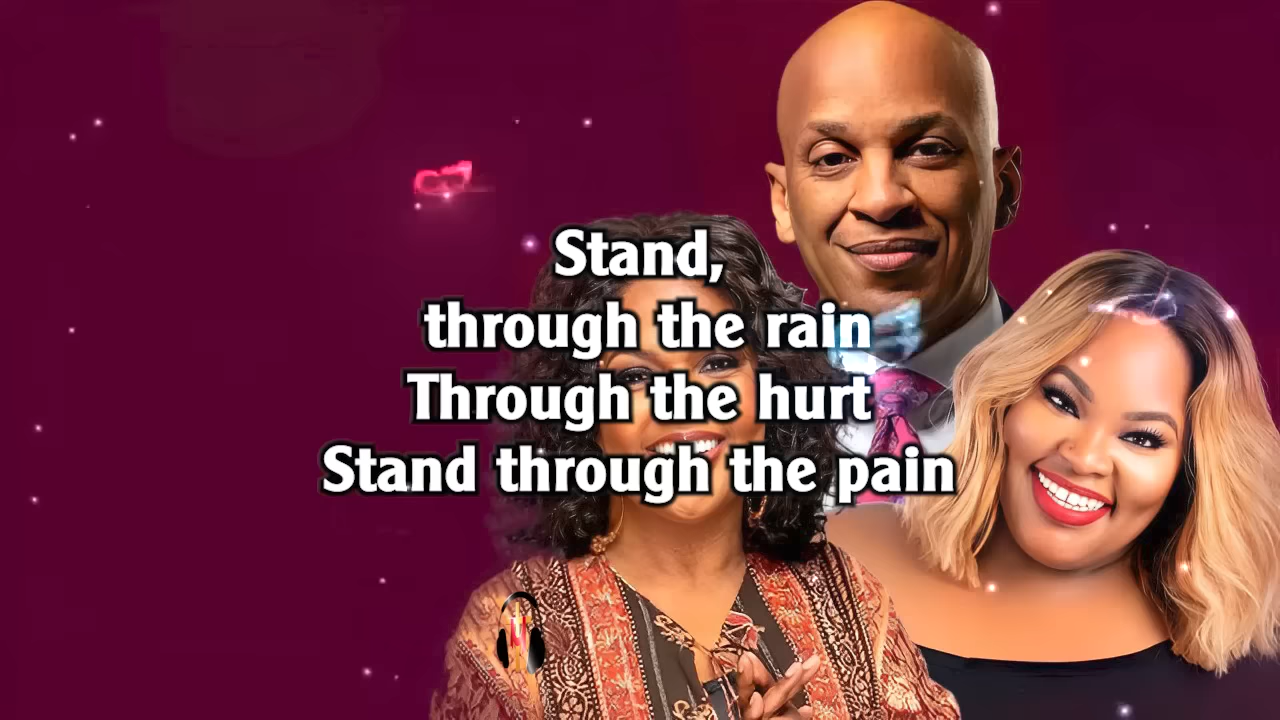 Stand,
through the rain
Through the hurt
Stand through the pain